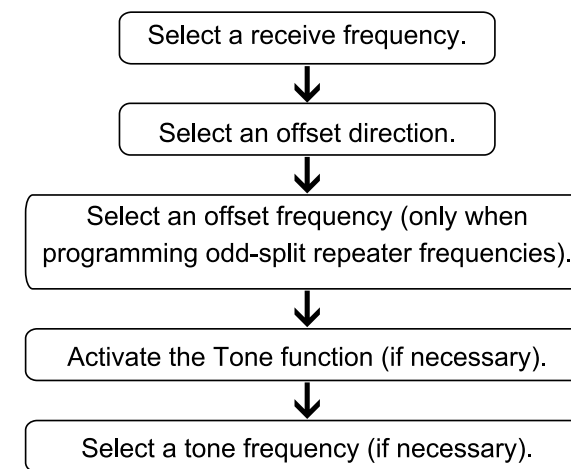 Select a receive frequency.
Select an offset direction.
Select an offset frequency (only when
programming odd-split repeater frequencies).
Activate the Tone function (if necessary).
Select a tone frequency (if necessary).